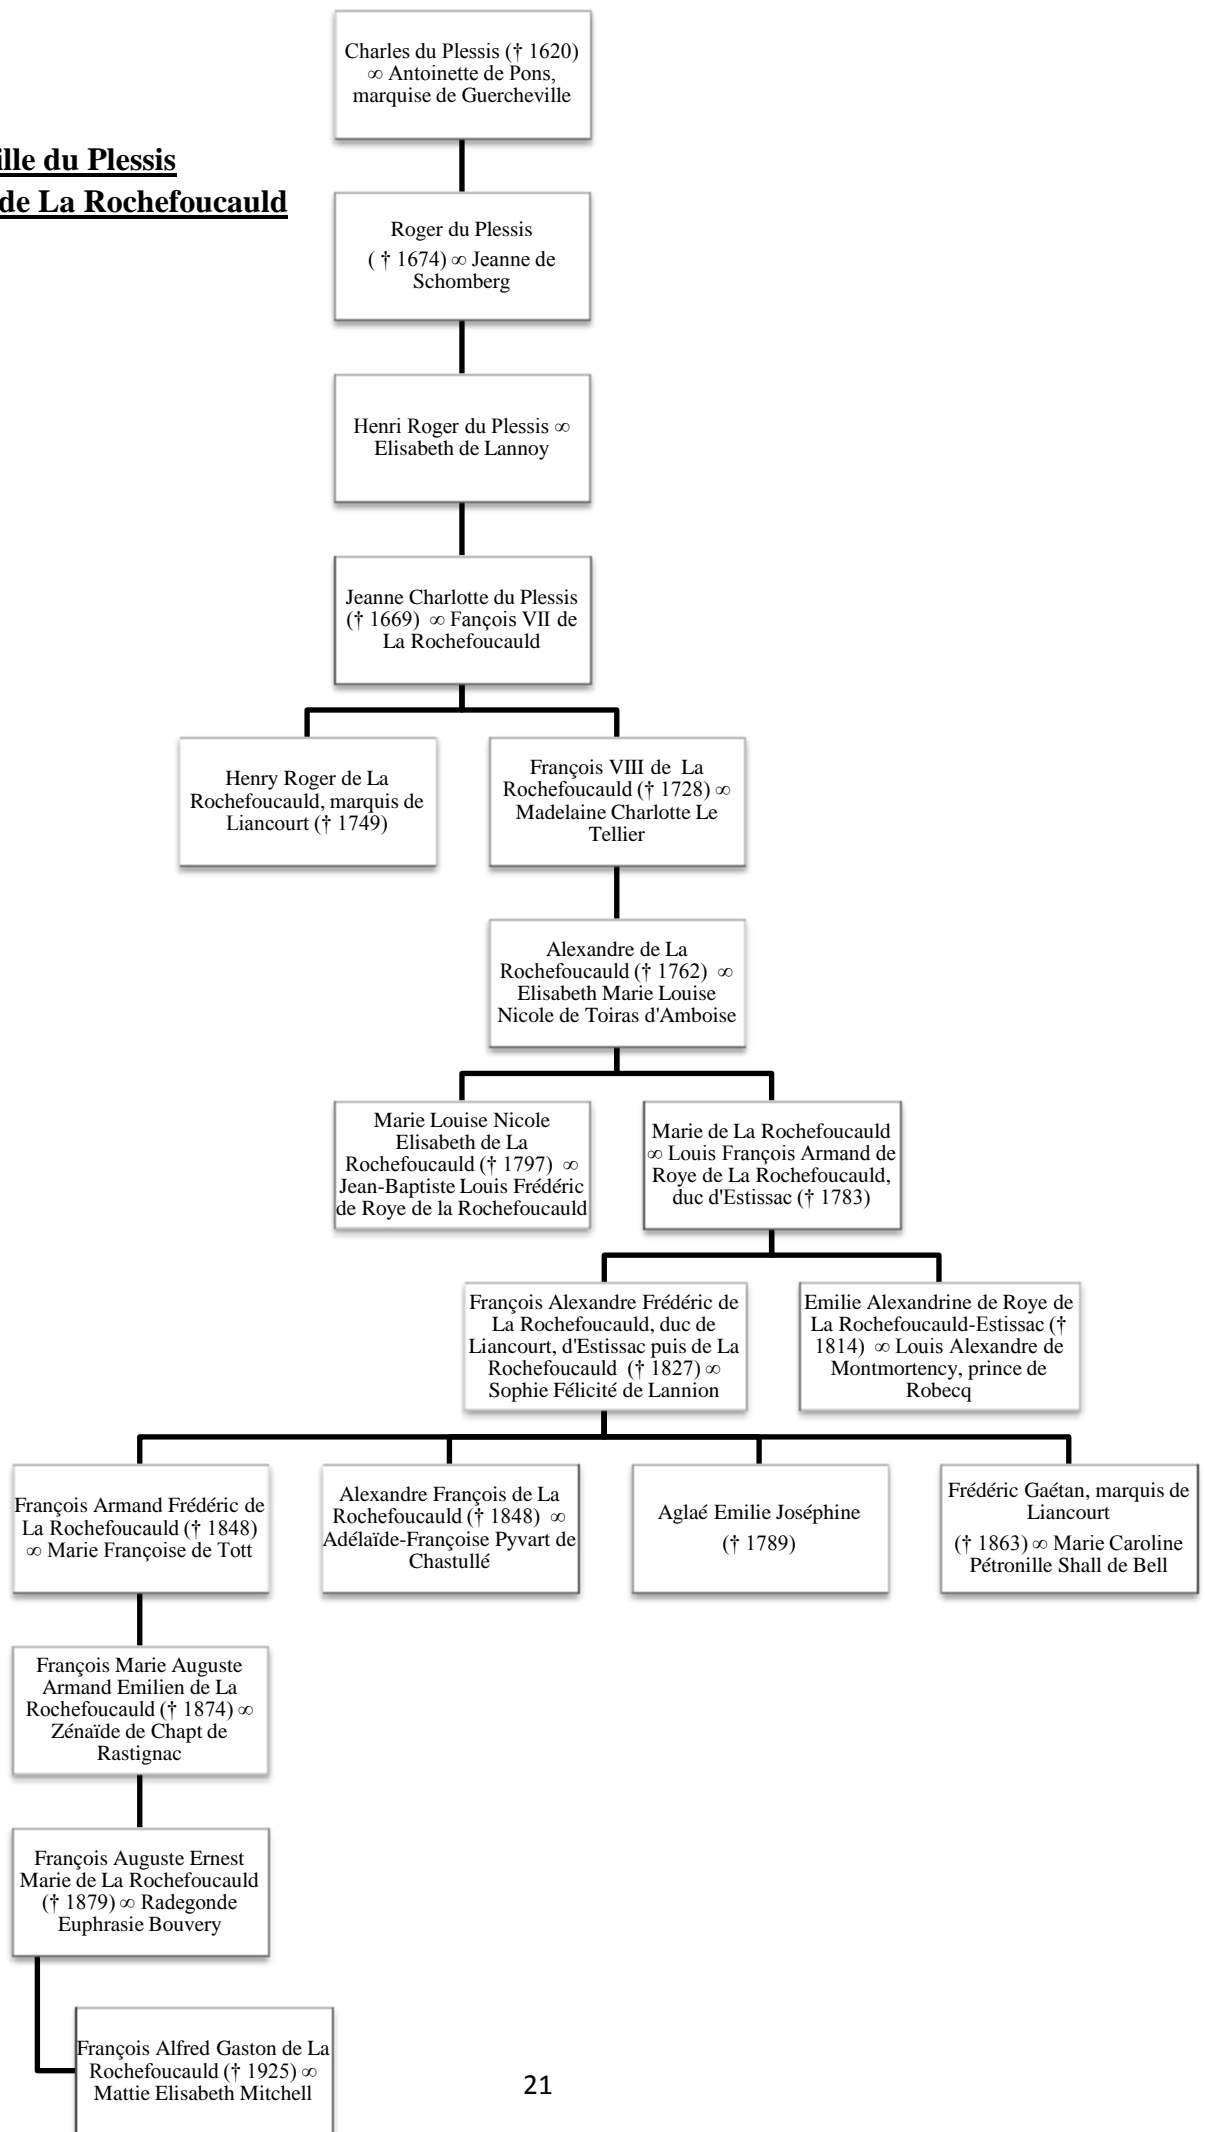 Charles du Plessis († 1620)
∞ Antoinette de Pons,
marquise de Guercheville
ille du Plessis
de La Rochefoucauld
Roger du Plessis
( † 1674) ∞ Jeanne de
Schomberg
Henri Roger du Plessis ∞
Elisabeth de Lannoy
Jeanne Charlotte du Plessis
(† 1669) ∞ Fançois VII de
La Rochefoucauld
Henry Roger de La
Rochefoucauld, marquis de
Liancourt († 1749)
François VIII de La
Rochefoucauld († 1728) ∞
Madelaine Charlotte Le
Tellier
Alexandre de La
Rochefoucauld († 1762) ∞
Elisabeth Marie Louise
Nicole de Toiras d'Amboise
Marie Louise Nicole
Elisabeth de La
Rochefoucauld († 1797) ∞
Jean-Baptiste Louis Frédéric
de Roye de la Rochefoucauld
Marie de La Rochefoucauld
∞ Louis François Armand de
Roye de La Rochefoucauld,
duc d'Estissac († 1783)
François Alexandre Frédéric de
La Rochefoucauld, duc de
Liancourt, d'Estissac puis de La
Rochefoucauld († 1827) ∞
Sophie Félicité de Lannion
Emilie Alexandrine de Roye de
La Rochefoucauld-Estissac (†
1814) ∞ Louis Alexandre de
Montmortency, prince de
Robecq
François Armand Frédéric de
La Rochefoucauld († 1848)
∞ Marie Françoise de Tott
Alexandre François de La
Rochefoucauld († 1848) ∞
Adélaïde-Françoise Pyvart de
Chastullé
Aglaé Emilie Joséphine
(† 1789)
Frédéric Gaétan, marquis de
Liancourt
(† 1863) ∞ Marie Caroline
Pétronille Shall de Bell
François Marie Auguste
Armand Emilien de La
Rochefoucauld († 1874) ∞
Zénaïde de Chapt de
Rastignac
François Auguste Ernest
Marie de La Rochefoucauld
(† 1879) ∞ Radegonde
Euphrasie Bouvery
François Alfred Gaston de La
Rochefoucauld († 1925) ∞
Mattie Elisabeth Mitchell
21